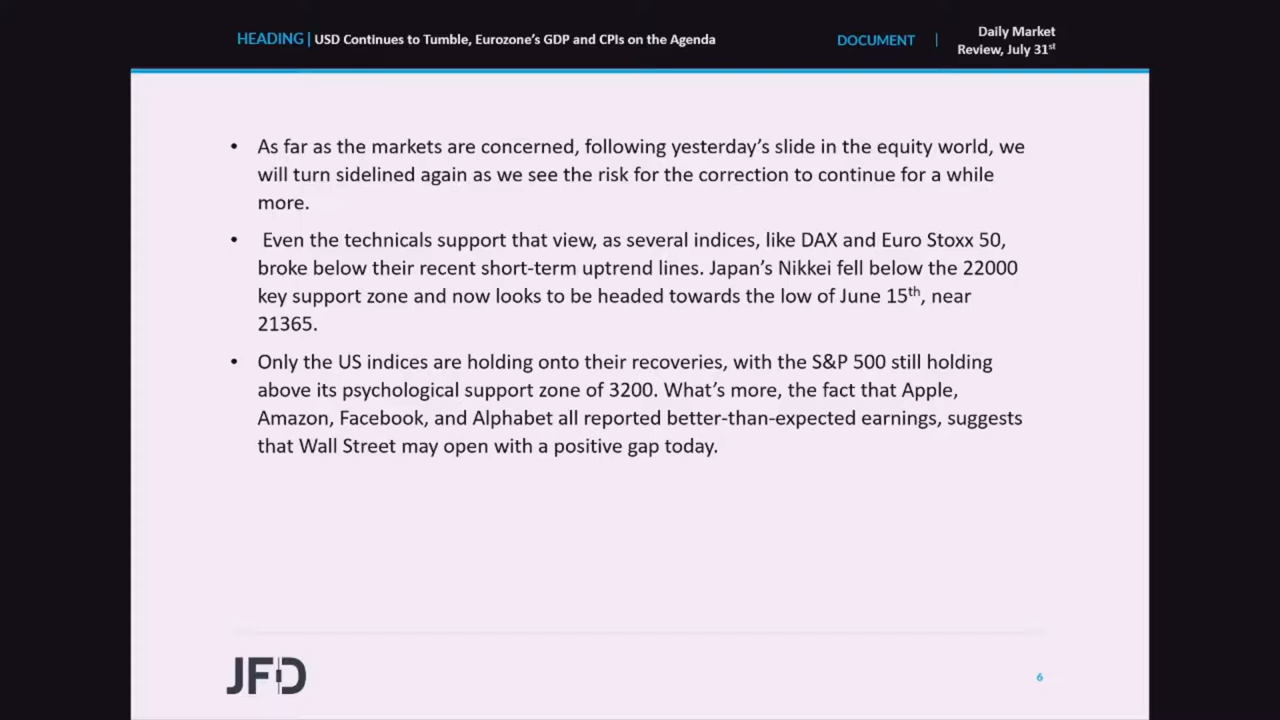 HEADING | USD Continues to Tumble, Eurozone's GDP and CPIs on the Agenda
DOCUMENT | Daily Market
Review, July 31st
• As far as the markets are concerned, following yesterday's slide in the equity world, we
will turn sidelined again as we see the risk for the correction to continue for a while
more.
• Even the technicals support that view, as several indices, like DAX and Euro Stoxx 50,
broke below their recent short-term uptrend lines. Japan's Nikkei fell below the 22000
key support zone and now looks to be headed towards the low of June 15th, near
21365.
• Only the US indices are holding onto their recoveries, with the S&P 500 still holding
above its psychological support zone of 3200. What's more, the fact that Apple,
Amazon, Facebook, and Alphabet all reported better-than-expected earnings, suggests
that Wall Street may open with a positive gap today.
JFD
6